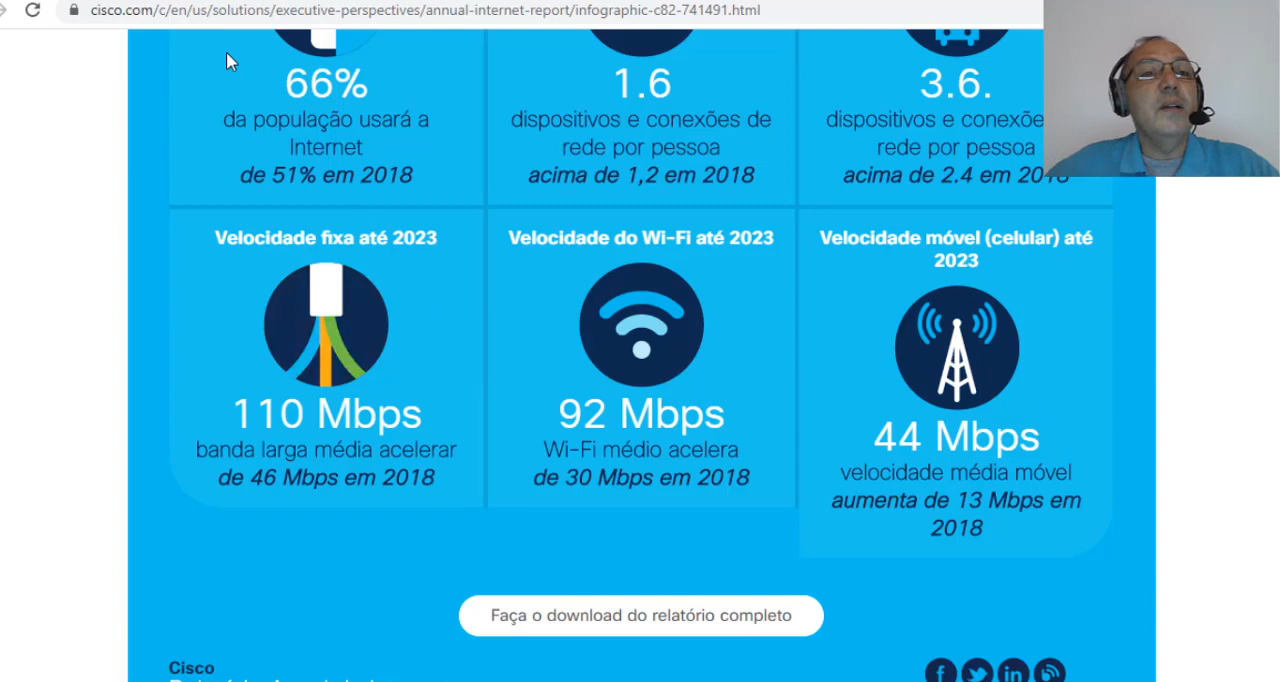 cisco.com/c/en/us/solutions/executive-perspectives/annual-internet-report/infographic-c82-741491.html
66%
da população usará a
Internet
de 51% em 2018
1.6
dispositivos e conexões de
rede por pessoa
acima de 1,2 em 2018
3.6.
dispositivos e conexõe
rede por pessoa
acima de 2.4 em 2018
Velocidade fixa até 2023
110 Mbps
banda larga média acelerar
de 46 Mbps em 2018
Velocidade do Wi-Fi até 2023
92 Mbps
Wi-Fi médio acelera
de 30 Mbps em 2018
Velocidade móvel (celular) até
2023
44 Mbps
velocidade média móvel
aumenta de 13 Mbps em
2018
Faça o download do relatório completo
Cisco